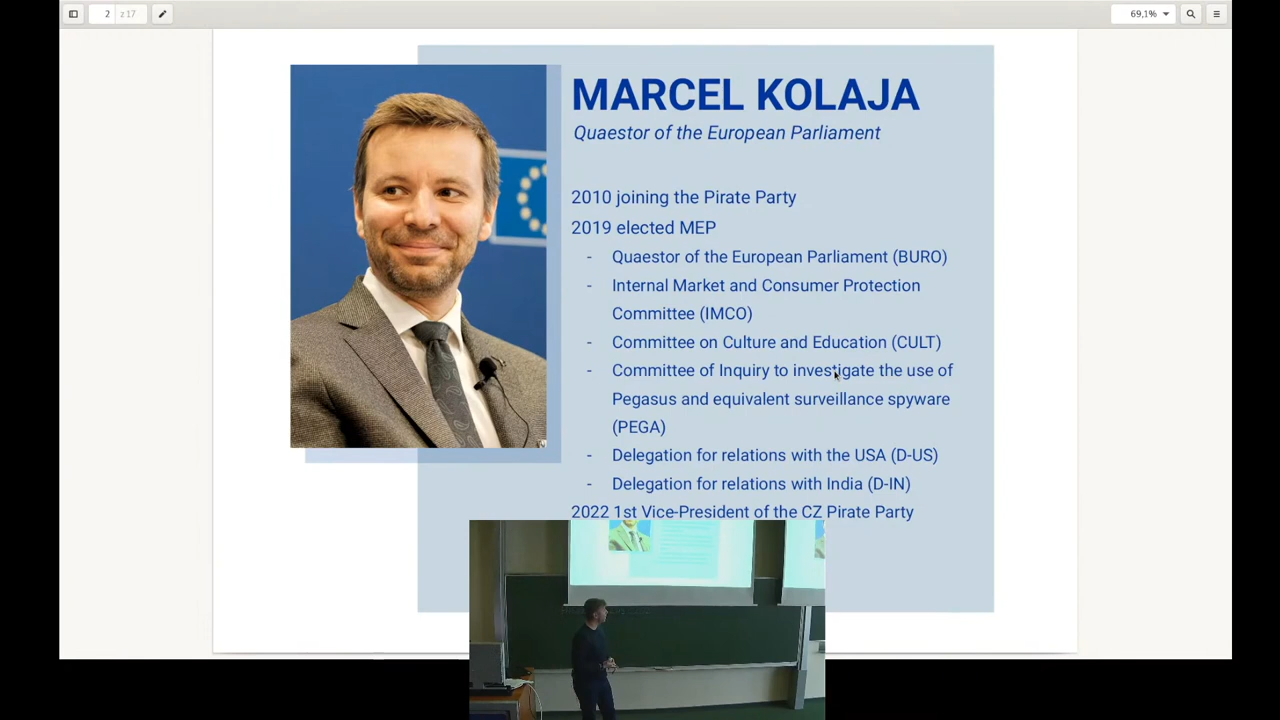 2 z 17
69,1%
MARCEL KOLAJA
Quaestor of the European Parliament
2010 joining the Pirate Party
2019 elected MEP
- Quaestor of the European Parliament (BURO)
- Internal Market and Consumer Protection
Committee (IMCO)
- Committee on Culture and Education (CULT)
- Committee of Inquiry to investigate the use of
Pegasus and equivalent surveillance spyware
(PEGA)
- Delegation for relations with the USA (D-US)
- Delegation for relations with India (D-IN)
2022 1st Vice-President of the CZ Pirate Party